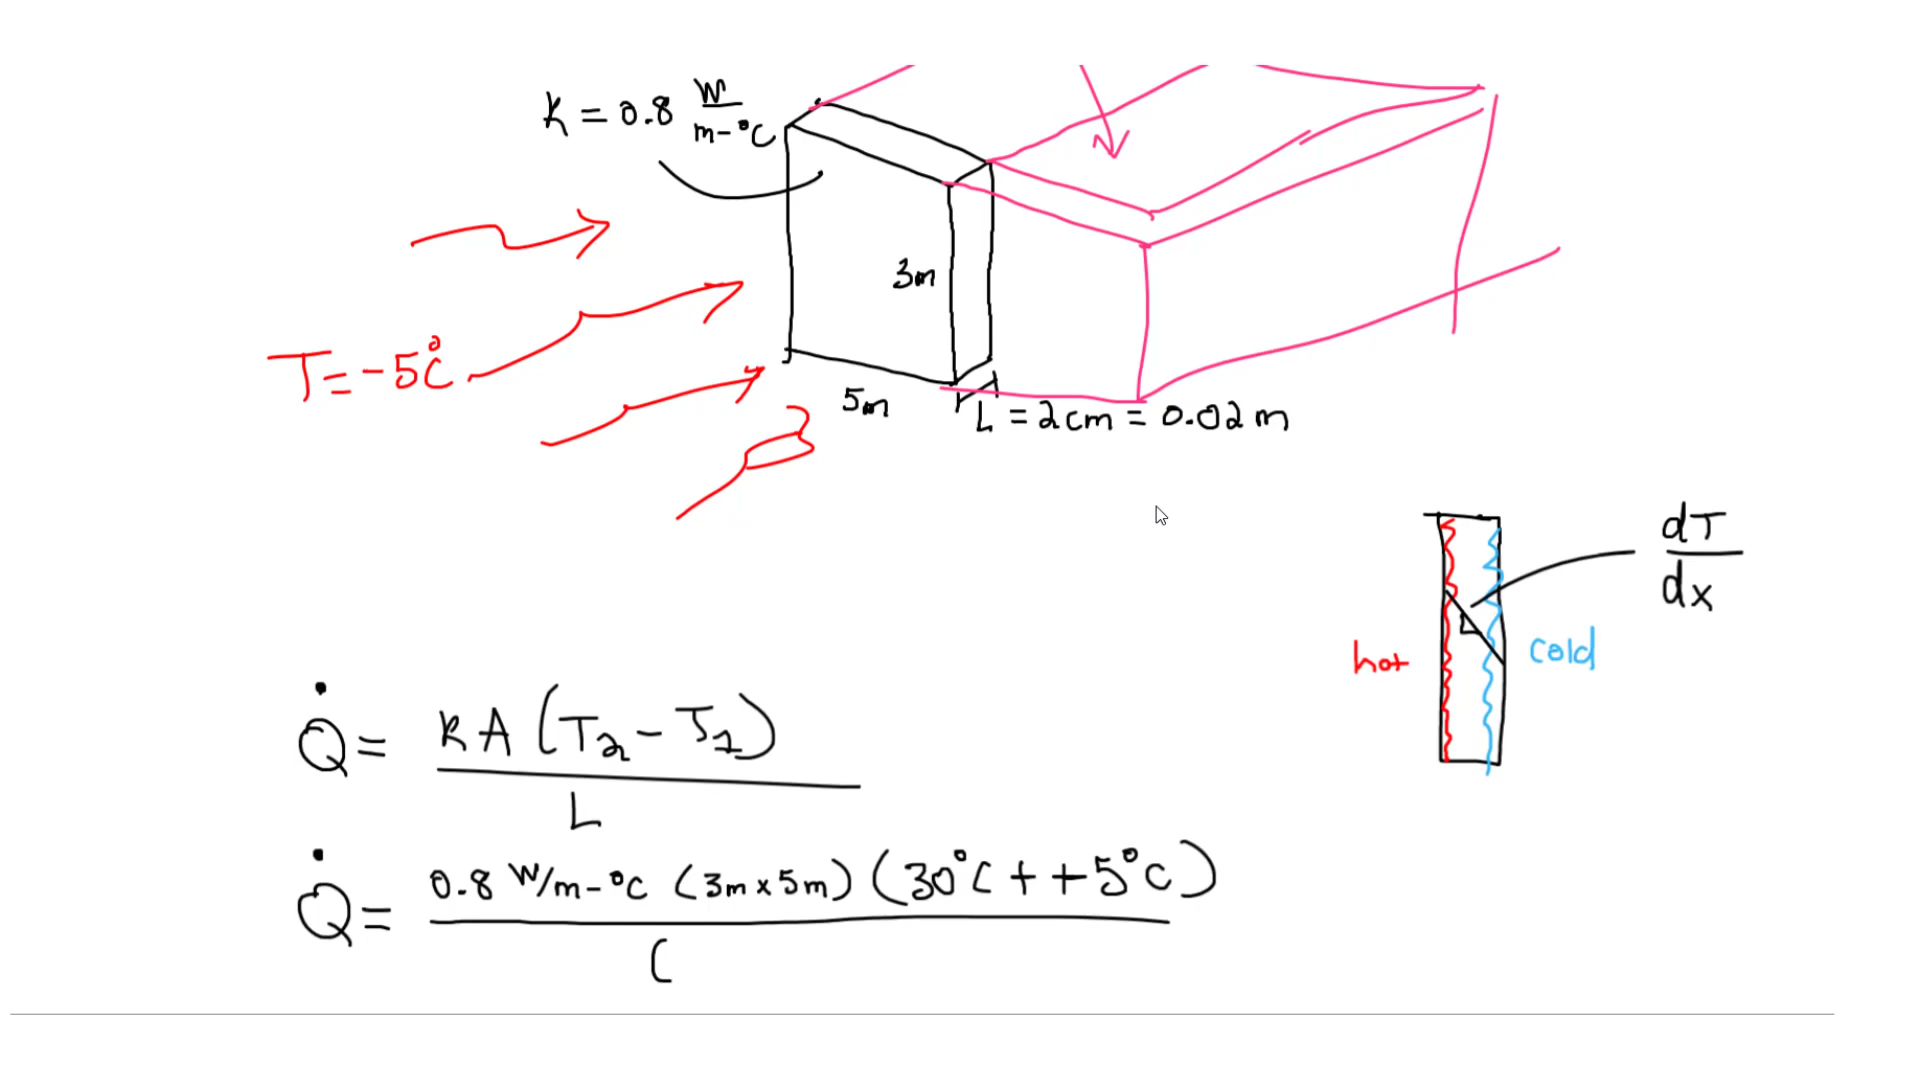 K = 0.8 W/m-°C
3m
T = -5°C
5m
L = 2cm = 0.02m
dT/dx
hot
cold
Q̇ = KA(T₂ - T₁)/L
Q̇ = 0.8 W/m-°C (3m x 5m) (30°C + +5°C)